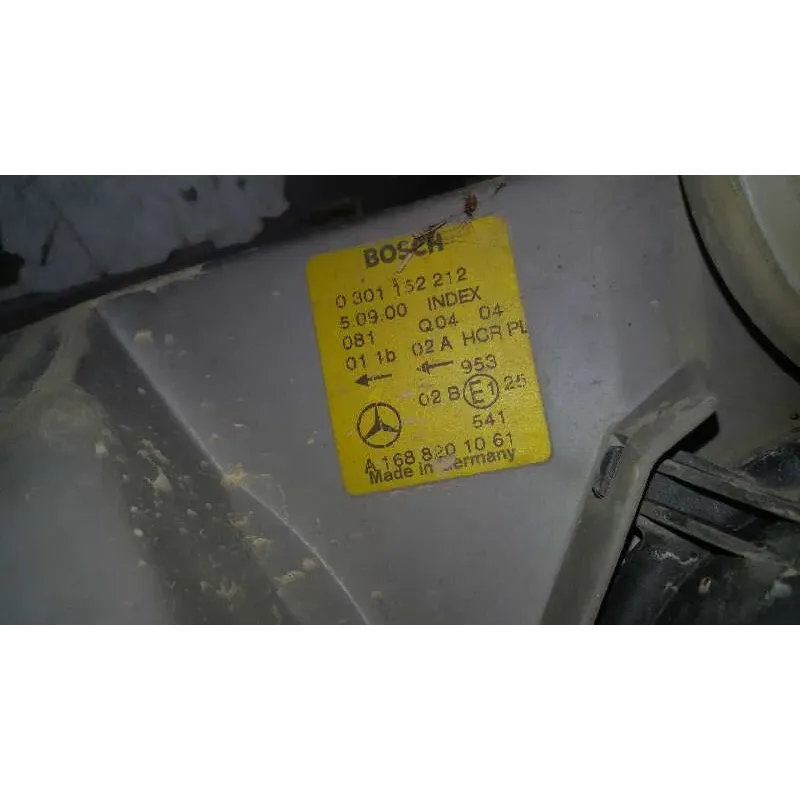 BOSCH
0 301 152 212
5.09.00 INDEX
081 Q04 04
01 1b 02 A HCR PL
953
02 B E1 25
541
A 168 820 10 61
Made in Germany